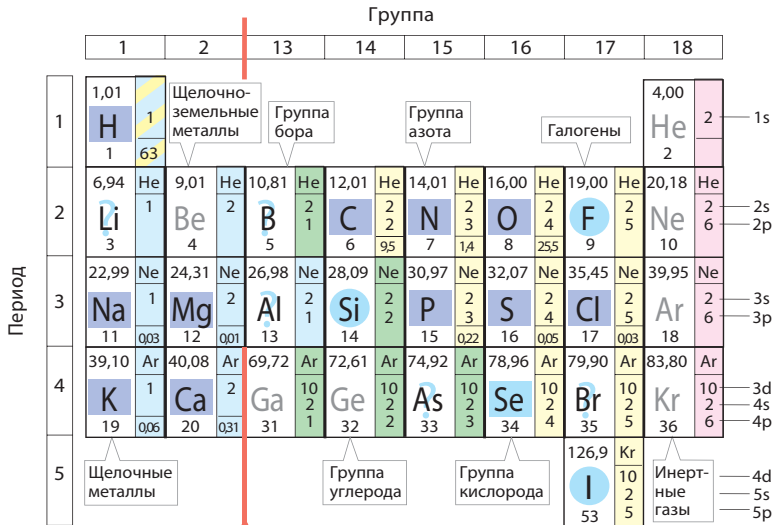 Группа
1 2 13 14 15 16 17 18
Период
1
1,01
H 1
1 63
Щелочно-
земельные
металлы
Группа
бора
Группа
азота
Галогены
4,00
He 2
2
1s
2
6,94 He 9,01 He 10,81 He 12,01 He 14,01 He 16,00 He 19,00 He 20,18 He
? Li 1 Be 2 ? B 2 1 C 2 2 N 2 3 O 2 4 F 2 5 Ne 2 6
3 4 5 6 9,5 7 1,4 8 25,5 9 10
2s
2p
3
22,99 Ne 24,31 Ne 26,98 Ne 28,09 Ne 30,97 Ne 32,07 Ne 35,45 Ne 39,95 Ne
Na 1 Mg 2 ? Al 2 1 Si 2 2 P 2 3 S 2 4 Cl 2 5 Ar 2 6
11 0,03 12 0,01 13 14 15 0,22 16 0,05 17 0,03 18
3s
3p
4
39,10 Ar 40,08 Ar 69,72 Ar 72,61 Ar 74,92 Ar 78,96 Ar 79,90 Ar 83,80 Ar
K 1 Ca 2 Ga 10 2 1 Ge 10 2 2 ? As 10 2 3 Se 10 2 4 ? Br 10 2 5 Kr 10 2 6
19 0,06 20 0,31 31 32 33 34 35 36
3d
4s
4p
5
Щелочные
металлы
Группа
углерода
Группа
кислорода
126,9 Kr
I 10 2 5
53
Инерт-
ные
газы
4d
5s
5p